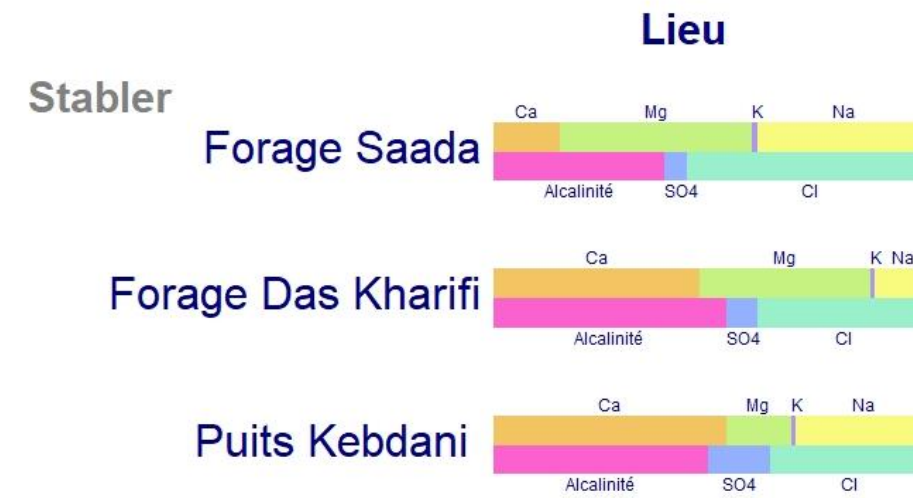 Lieu
Stabler
Ca Mg K Na
Forage Saada
Alcalinité SO4 Cl
Ca Mg K Na
Forage Das Kharifi
Alcalinité SO4 Cl
Ca Mg K Na
Puits Kebdani
Alcalinité SO4 Cl